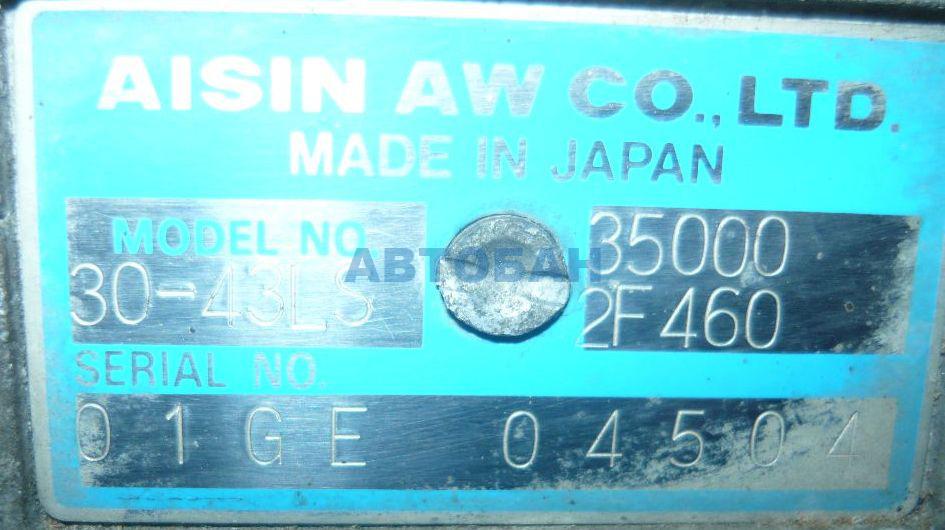 AISIN AW CO., LTD.
MADE IN JAPAN
MODEL NO.
30-43LS
35000
2F460
АВТОБАН
SERIAL NO.
01GE 04504